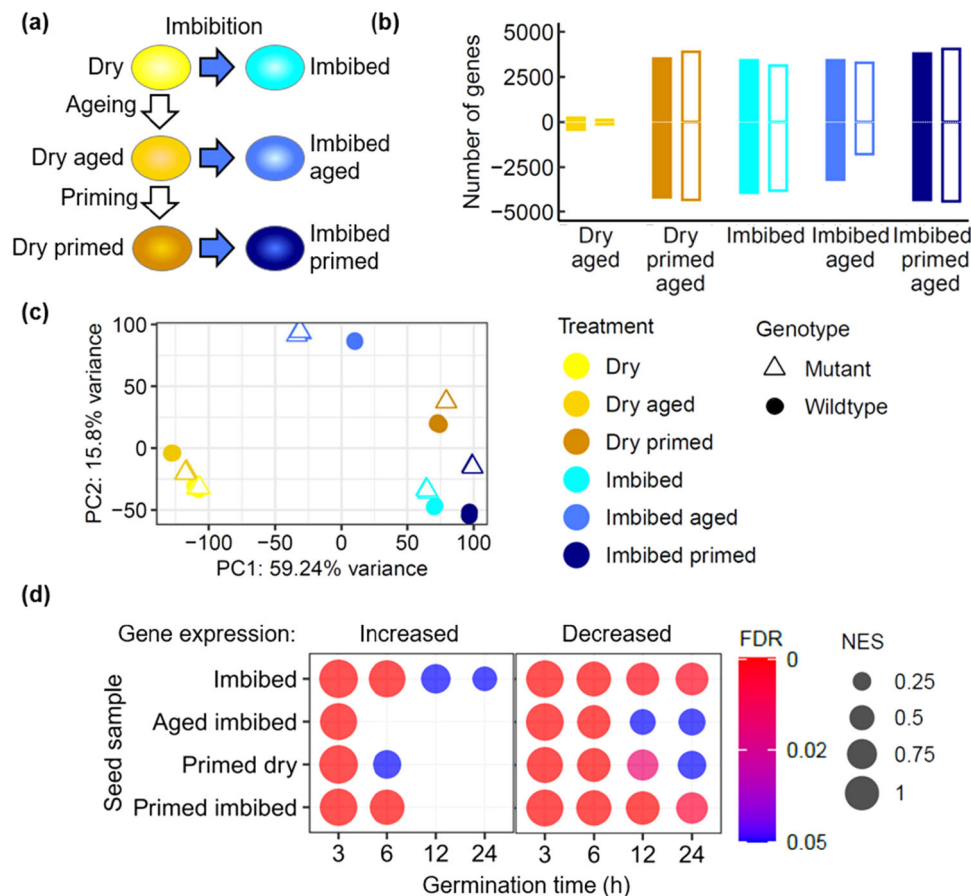 (a)
Imbibition
Dry
Imbibed
Ageing
Dry aged
Imbibed
aged
Priming
Dry primed
Imbibed
primed
(b)
Number of genes
5000
2500
0
−2500
−5000
Dry
aged
Dry
primed
aged
Imbibed
Imbibed
aged
Imbibed
primed
aged
(c)
PC2: 15.8% variance
100
50
0
−50
−100 −50 0 50 100
PC1: 59.24% variance
Treatment
Dry
Dry aged
Dry primed
Imbibed
Imbibed aged
Imbibed primed
Genotype
Mutant
Wildtype
(d)
Gene expression: Increased Decreased
Seed sample
Imbibed
Aged imbibed
Primed dry
Primed imbibed
3 6 12 24 3 6 12 24
Germination time (h)
FDR
0
0.02
0.05
NES
0.25
0.5
0.75
1